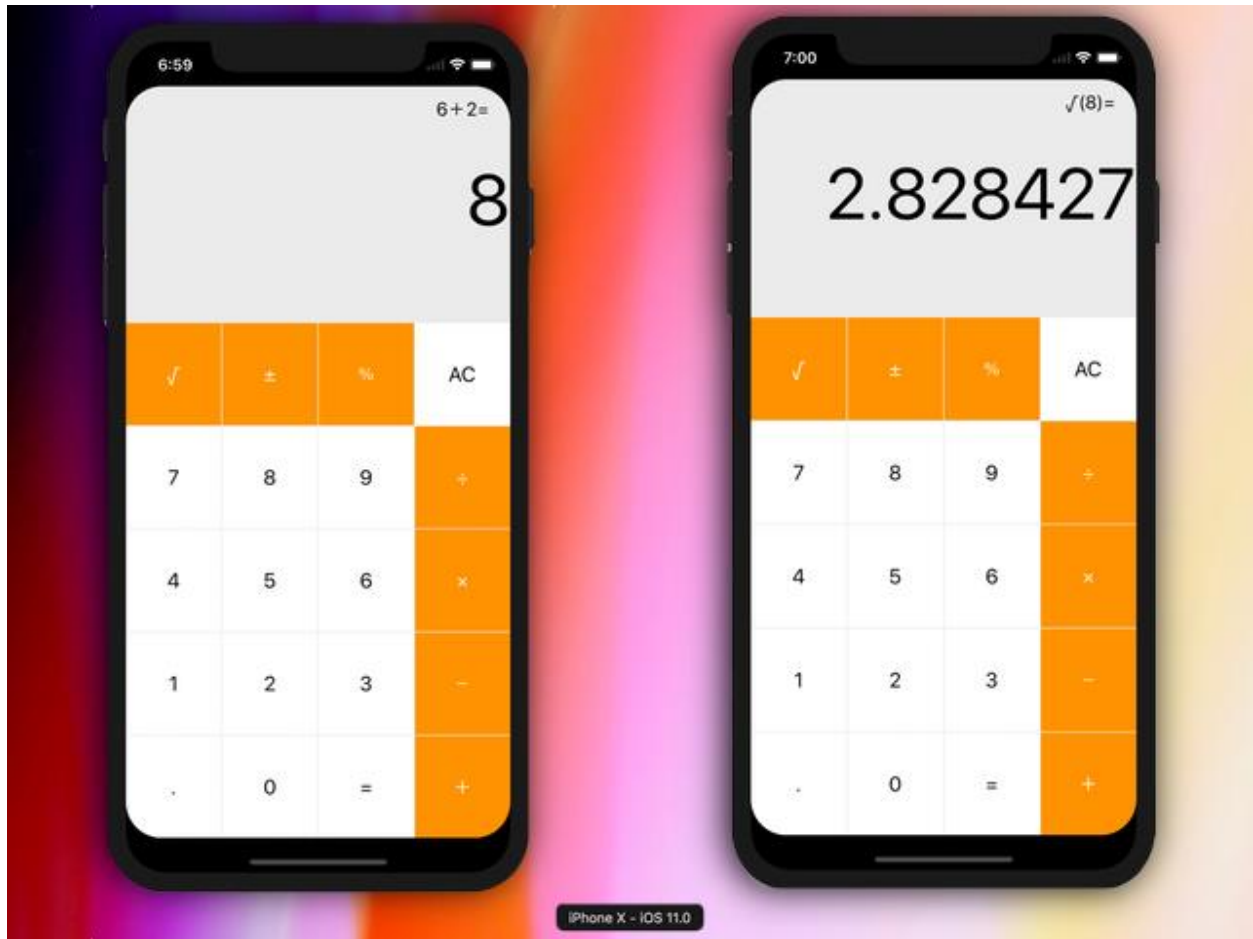 6:59
6+2=
8
√ ± % AC
7 8 9 ÷
4 5 6 ×
1 2 3 −
. 0 = +
7:00
√(8)=
2.828427
√ ± % AC
7 8 9 ÷
4 5 6 ×
1 2 3 −
. 0 = +
iPhone X - iOS 11.0